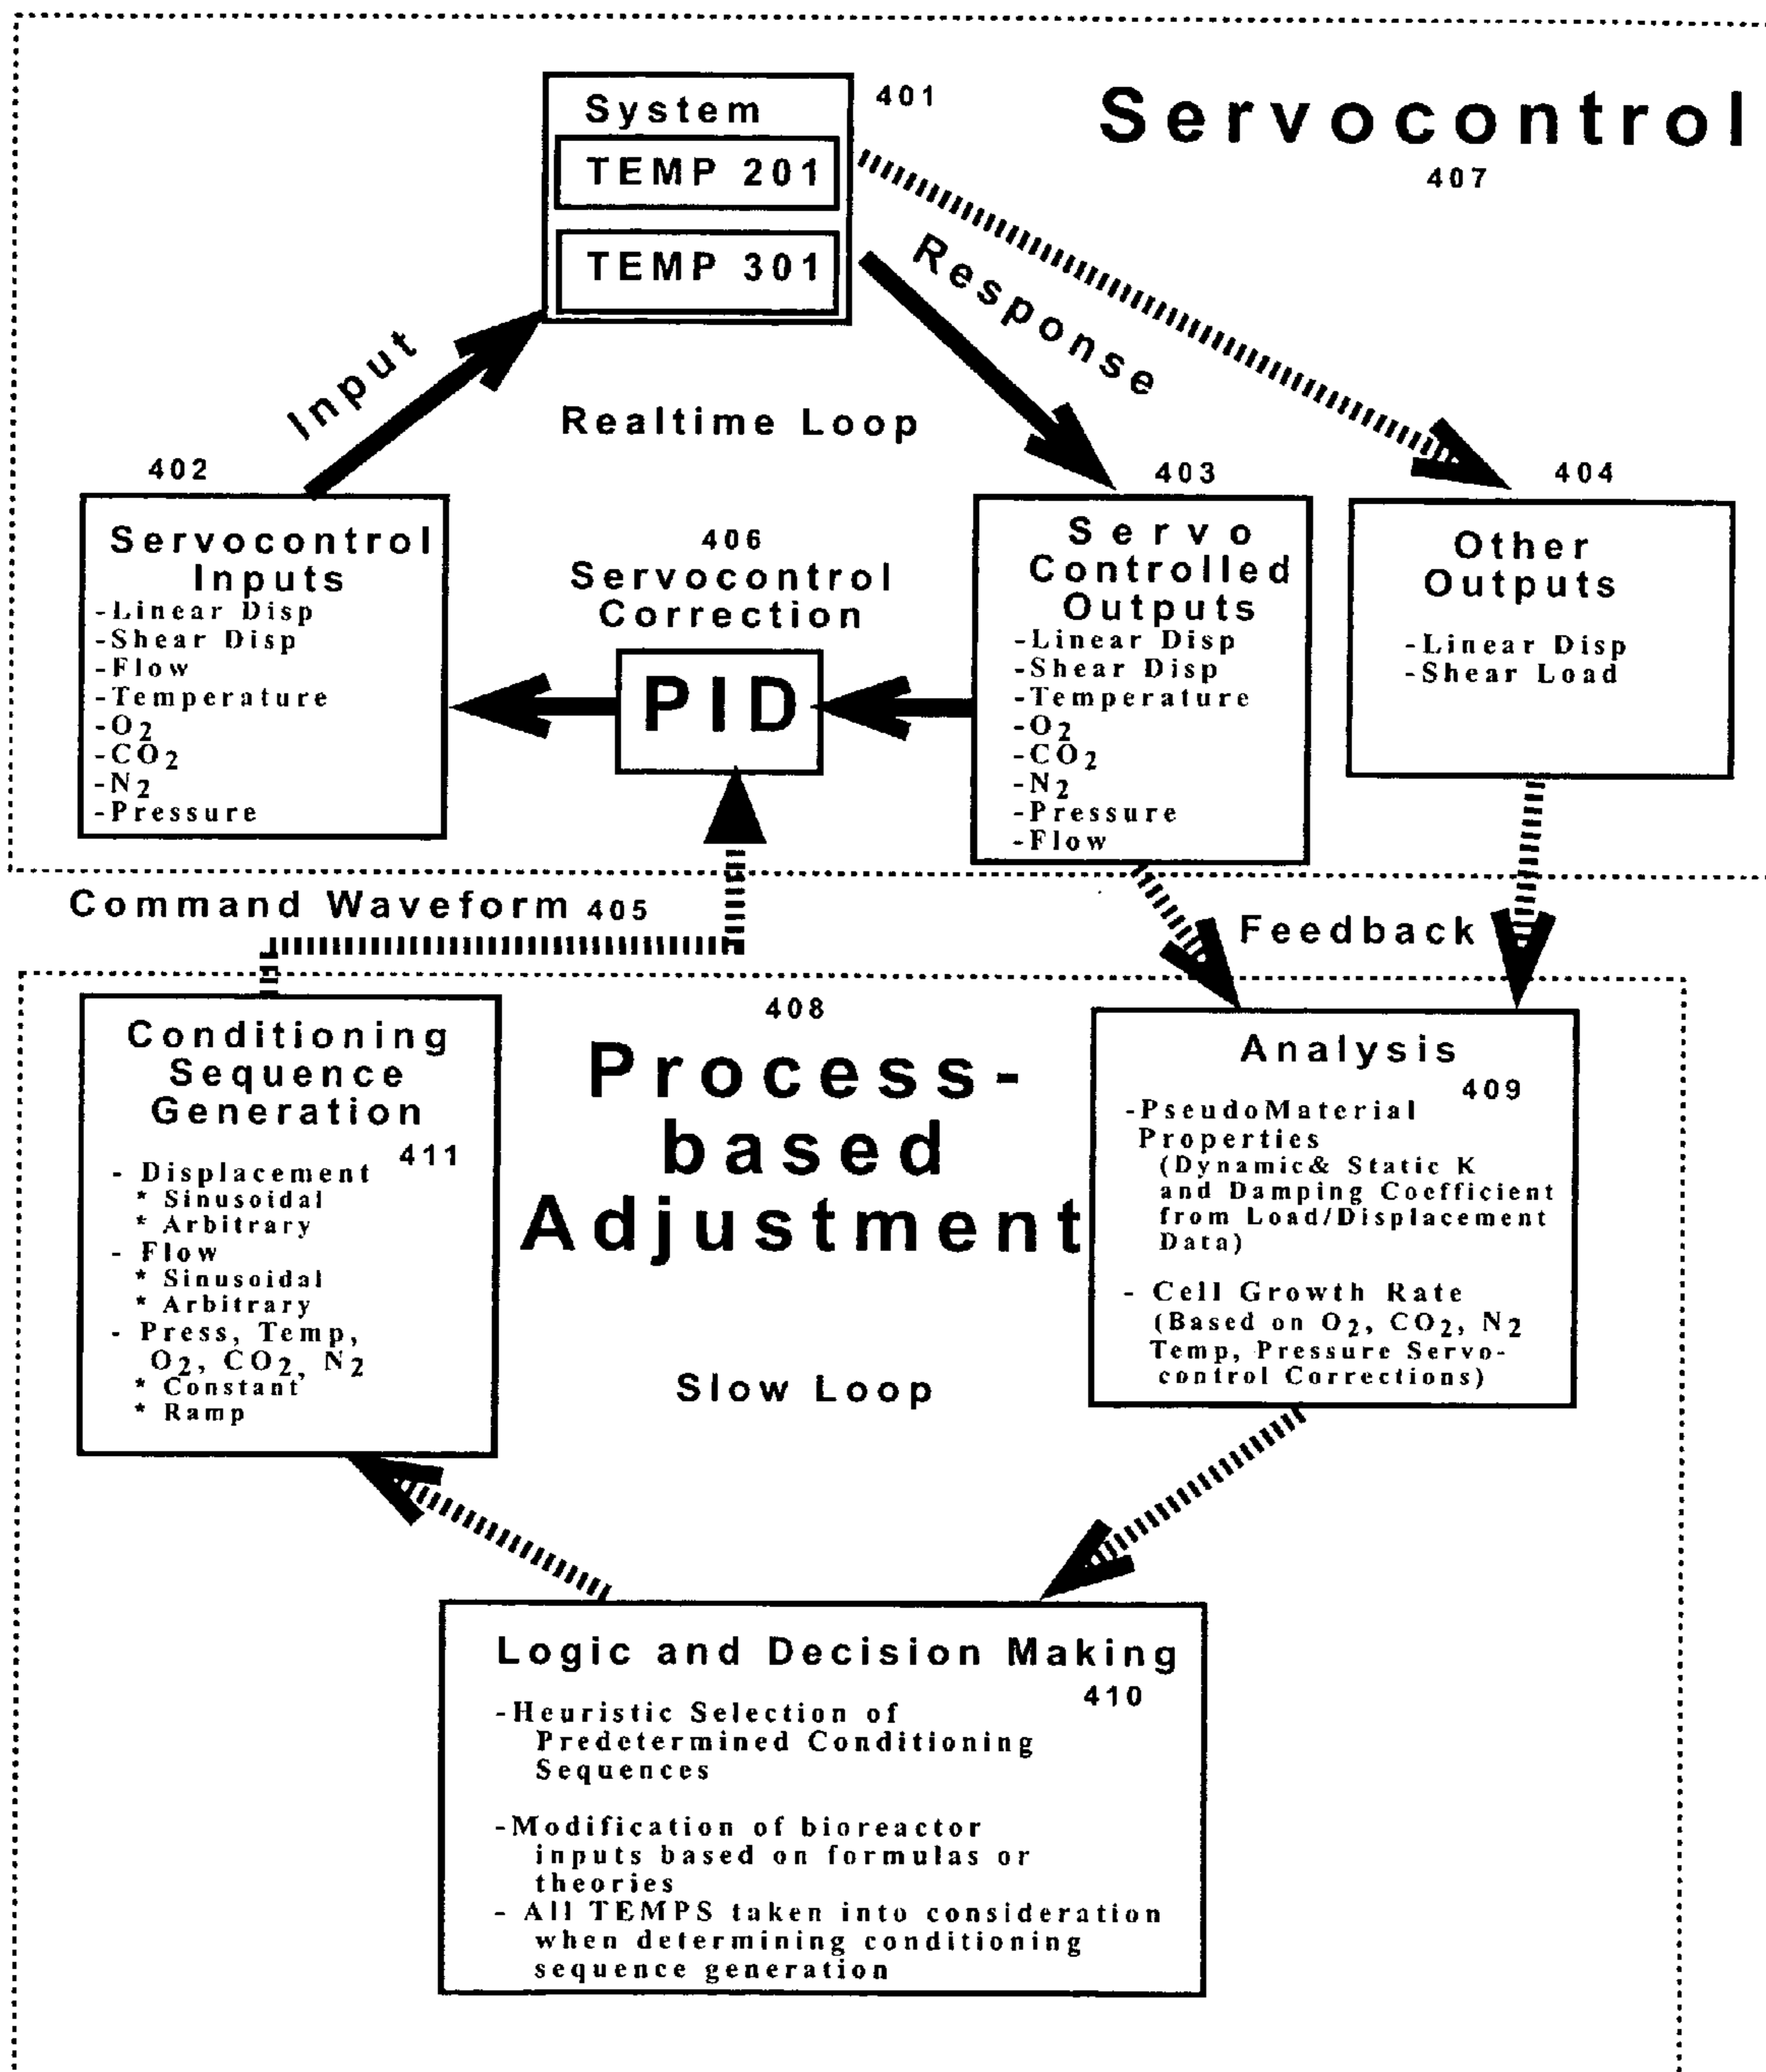 System
401
TEMP 201
TEMP 301
Servocontrol
407
Input
Response
Realtime Loop
402
Servocontrol
Inputs
-Linear Disp
-Shear Disp
-Flow
-Temperature
-O2
-CO2
-N2
-Pressure
406
Servocontrol
Correction
PID
403
Servo
Controlled
Outputs
-Linear Disp
-Shear Disp
-Temperature
-O2
-CO2
-N2
-Pressure
-Flow
404
Other
Outputs
-Linear Disp
-Shear Load
Command Waveform 405
Feedback
Conditioning
Sequence
Generation
411
- Displacement
* Sinusoidal
* Arbitrary
- Flow
* Sinusoidal
* Arbitrary
- Press, Temp,
O2, CO2, N2
* Constant
* Ramp
408
Process-
based
Adjustment
Slow Loop
Analysis
409
-PseudoMaterial
Properties
(Dynamic& Static K
and Damping Coefficient
from Load/Displacement
Data)
- Cell Growth Rate
(Based on O2, CO2, N2
Temp, Pressure Servo-
control Corrections)
Logic and Decision Making
410
-Heuristic Selection of
Predetermined Conditioning
Sequences
-Modification of bioreactor
inputs based on formulas or
theories
- All TEMPS taken into consideration
when determining conditioning
sequence generation